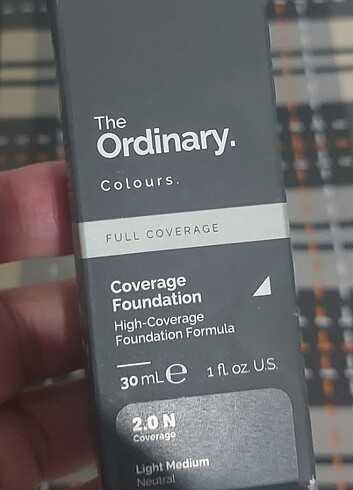 The
Ordinary.
Colours.
FULL COVERAGE
Coverage
Foundation
High-Coverage
Foundation Formula
30 mL ℮ 1 fl. oz. U.S.
2.0 N
Coverage
Light Medium
Neutral